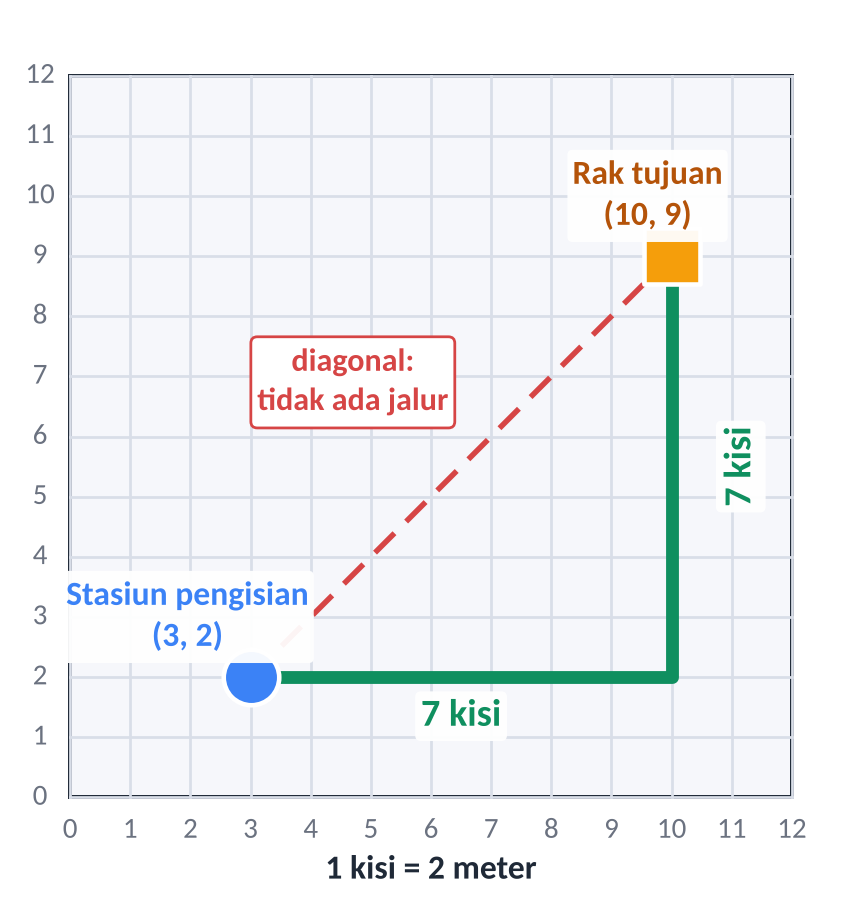 12
11
10
9
8
7
6
5
4
3
2
1
0
Rak tujuan
(10, 9)
diagonal:
tidak ada jalur
7 kisi
Stasiun pengisian
(3, 2)
7 kisi
0 1 2 3 4 5 6 7 8 9 10 11 12
1 kisi = 2 meter